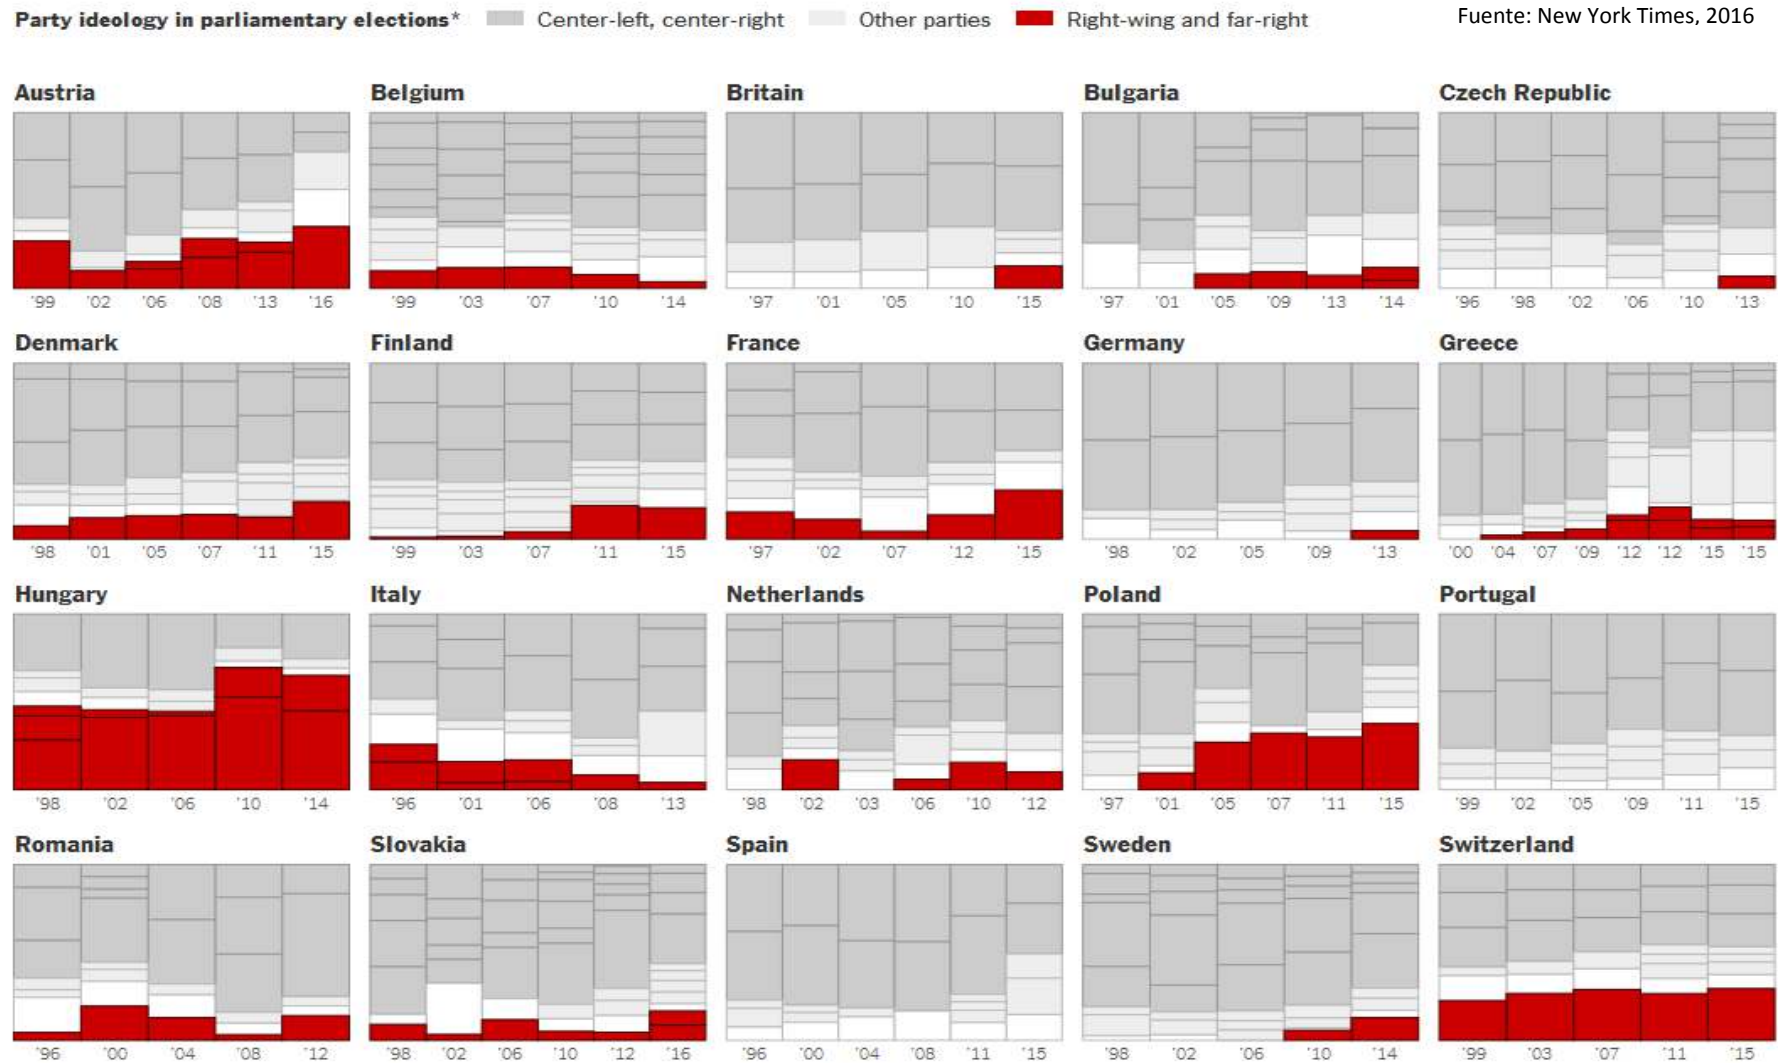 Party ideology in parliamentary elections* Center-left, center-right Other parties Right-wing and far-right Fuente: New York Times, 2016
Austria Belgium Britain Bulgaria Czech Republic
'99 '02 '06 '08 '13 '16 '99 '03 '07 '10 '14 '97 '01 '05 '10 '15 '97 '01 '05 '09 '13 '14 '96 '98 '02 '06 '10 '13
Denmark Finland France Germany Greece
'98 '01 '05 '07 '11 '15 '99 '03 '07 '11 '15 '97 '02 '07 '12 '15 '98 '02 '05 '09 '13 '00 '04 '07 '09 '12 '12 '15 '15
Hungary Italy Netherlands Poland Portugal
'98 '02 '06 '10 '14 '96 '01 '06 '08 '13 '98 '02 '03 '06 '10 '12 '97 '01 '05 '07 '11 '15 '99 '02 '05 '09 '11 '15
Romania Slovakia Spain Sweden Switzerland
'96 '00 '04 '08 '12 '98 '02 '06 '10 '12 '16 '96 '00 '04 '08 '11 '15 '98 '02 '06 '10 '14 '99 '03 '07 '11 '15